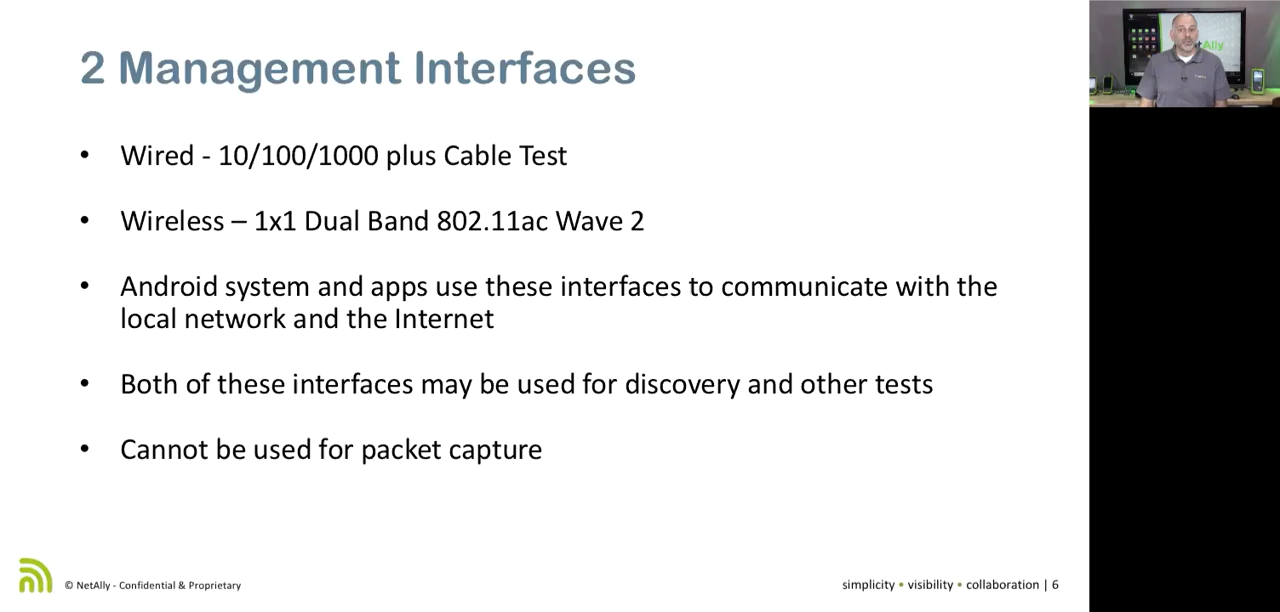 2 Management Interfaces
• Wired - 10/100/1000 plus Cable Test
• Wireless – 1x1 Dual Band 802.11ac Wave 2
• Android system and apps use these interfaces to communicate with the
local network and the Internet
• Both of these interfaces may be used for discovery and other tests
• Cannot be used for packet capture
© NetAlly - Confidential & Proprietary
simplicity • visibility • collaboration | 6